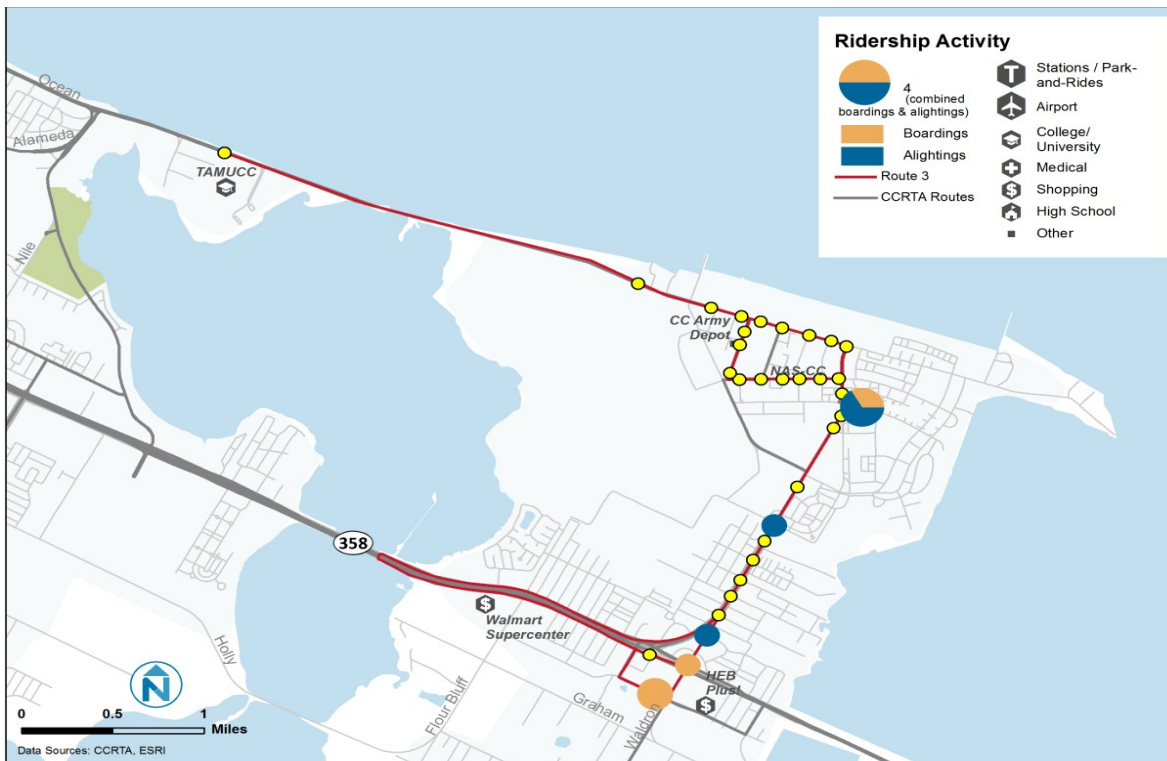 Ridership Activity
4
(combined
boardings & alightings)
Boardings
Alightings
Route 3
CCRTA Routes
T
Stations / Park-
and-Rides
Airport
College/
University
Medical
$
Shopping
High School
Other
Ocean
Alameda
TAMUCC
Nile
CC Army
Depot
NAS-CC
358
$
Walmart
Supercenter
Holly
Flour Bluff
Graham
Waldron
HEB
Plus!
$
N
0 0.5 1
Miles
Data Sources: CCRTA, ESRI